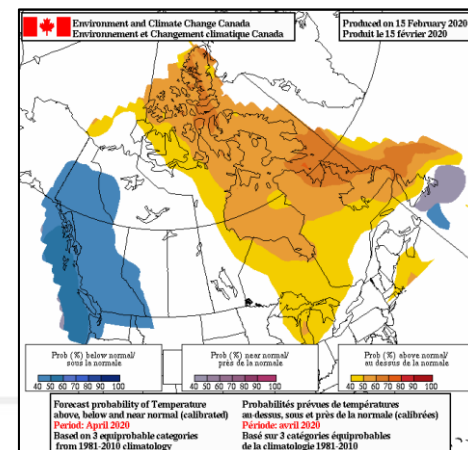 Environment and Climate Change Canada
Environnement et Changement climatique Canada
Produced on 15 February 2020
Produit le 15 février 2020
Prob (%) below normal/
sous la normale
40 50 60 70 80 90 100
Prob (%) near normal/
près de la normale
40 50 60 70 80 90 100
Prob (%) above normal/
au dessus de la normale
40 50 60 70 80 90 100
Forecast probability of Temperature
above, below and near normal (calibrated)
Period: April 2020
Based on 3 equiprobable categories
from 1981-2010 climatology
Probabilités prévues de températures
au-dessus, sous et près de la normale (calibrées)
Période: avril 2020
Basé sur 3 catégories équiprobables
de la climatologie 1981-2010